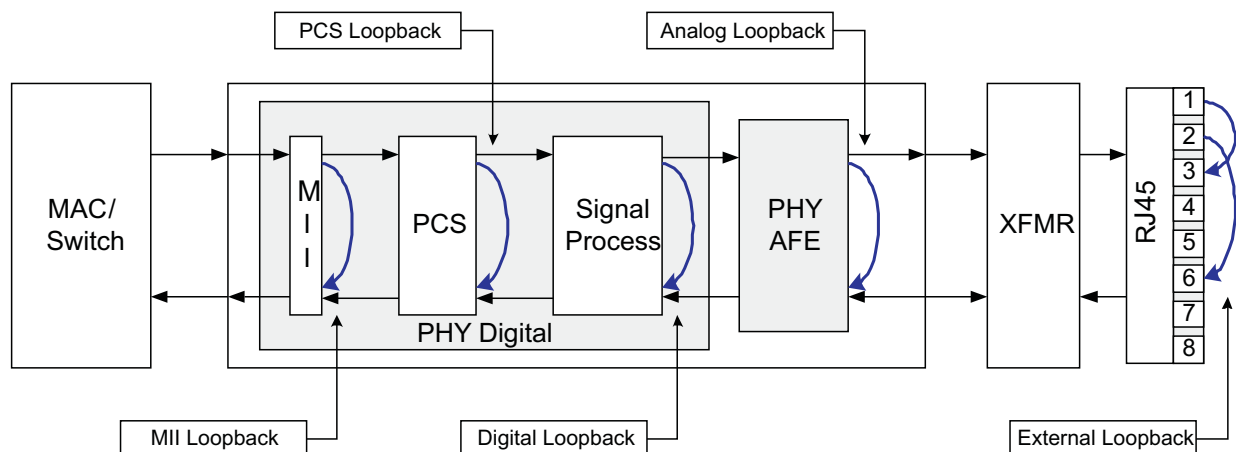 PCS Loopback
Analog Loopback
MAC/
Switch
M
I
I
PCS
Signal
Process
PHY
AFE
XFMR
RJ45
1
2
3
4
5
6
7
8
PHY Digital
MII Loopback
Digital Loopback
External Loopback